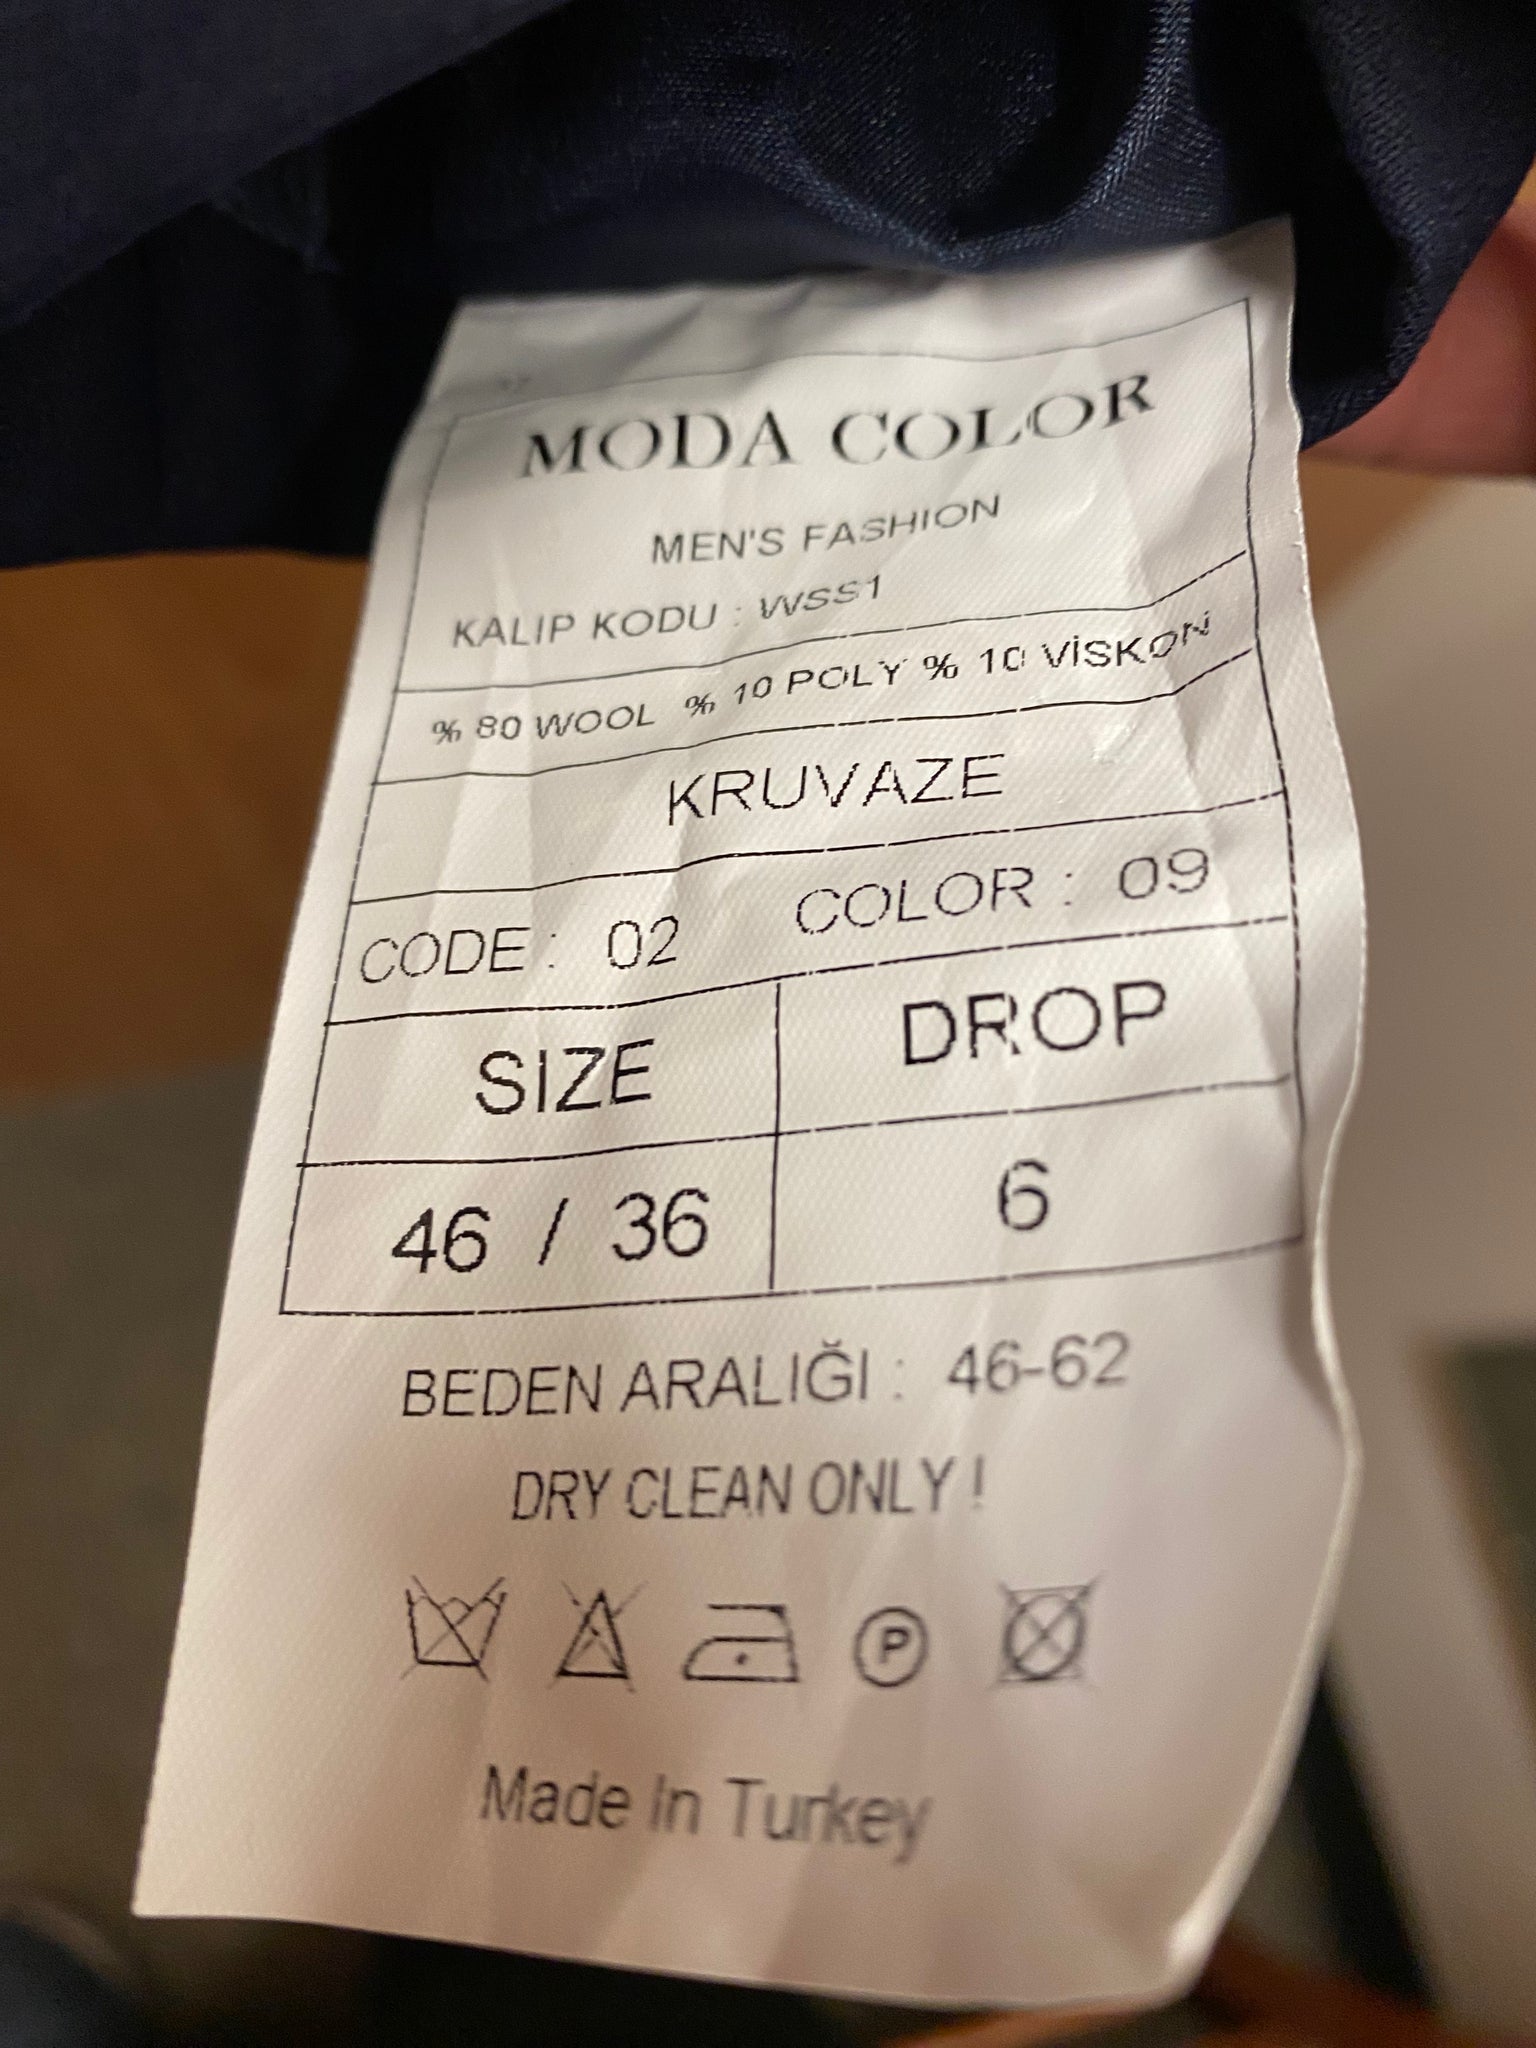 MODA COLOR
MEN'S FASHION
KALIP KODU : WSS1
% 80 WOOL % 10 POLY % 10 VİSKON
KRUVAZE
CODE : 02 COLOR : 09
SIZE DROP
46 / 36 6
BEDEN ARALIĞI : 46-62
DRY CLEAN ONLY !
P
Made In Turkey